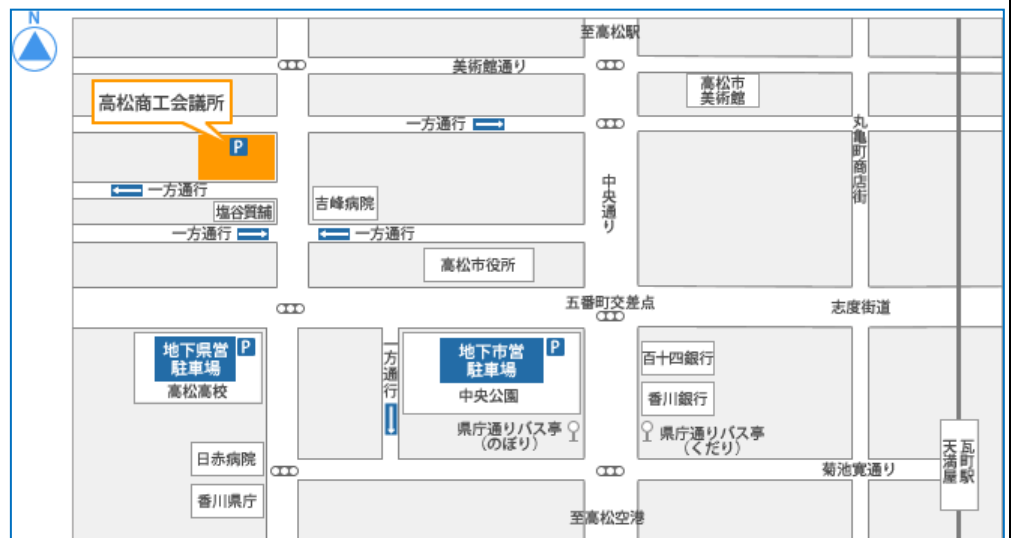 N
至高松駅
美術館通り
高松市
美術館
高松商工会議所
P
一方通行
丸亀町商店街
一方通行
中央通り
吉峰病院
塩谷質舗
一方通行
一方通行
高松市役所
五番町交差点
志度街道
地下県営
駐車場
P
高松高校
一方通行
地下市営
駐車場
P
中央公園
百十四銀行
香川銀行
県庁通りバス亭
(のぼり)
県庁通りバス亭
(くだり)
日赤病院
菊池寛通り
瓦町駅
天満屋
香川県庁
至高松空港